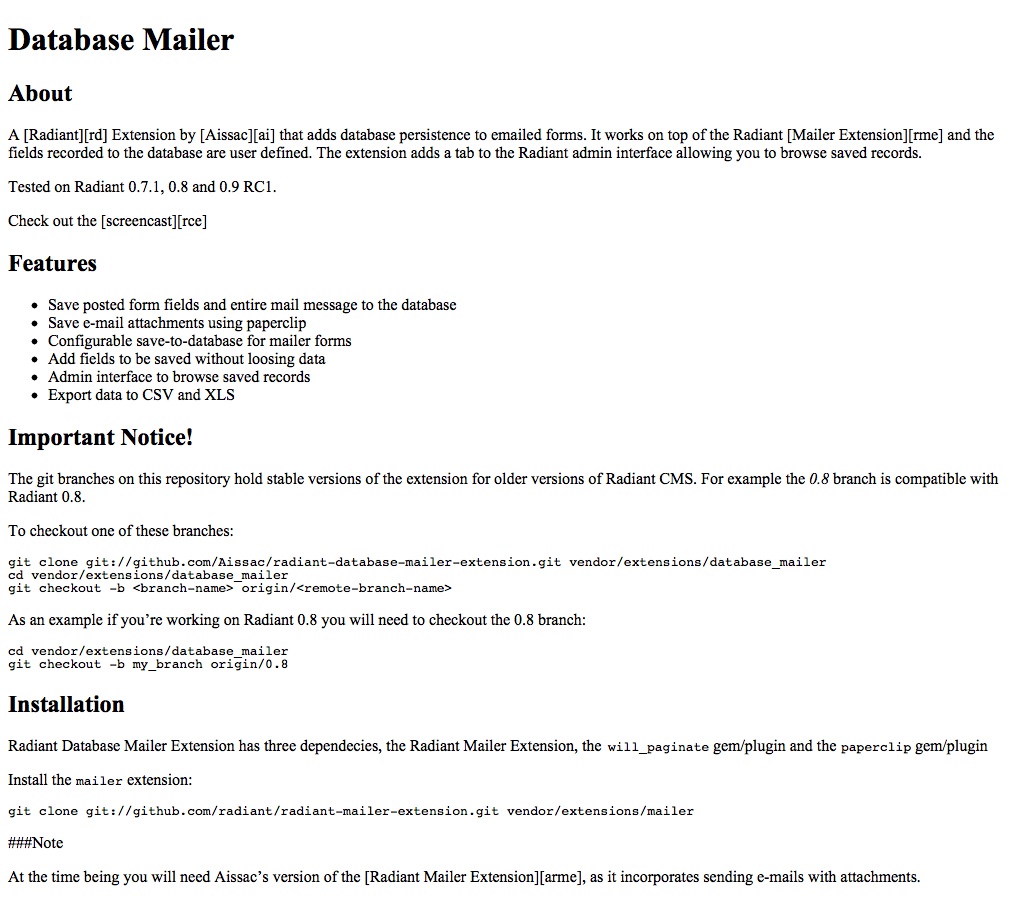 Database Mailer
About
A [Radiant][rd] Extension by [Aissac][ai] that adds database persistence to emailed forms. It works on top of the Radiant [Mailer Extension][rme] and the
fields recorded to the database are user defined. The extension adds a tab to the Radiant admin interface allowing you to browse saved records.
Tested on Radiant 0.7.1, 0.8 and 0.9 RC1.
Check out the [screencast][rce]
Features
• Save posted form fields and entire mail message to the database
• Save e-mail attachments using paperclip
• Configurable save-to-database for mailer forms
• Add fields to be saved without loosing data
• Admin interface to browse saved records
• Export data to CSV and XLS
Important Notice!
The git branches on this repository hold stable versions of the extension for older versions of Radiant CMS. For example the 0.8 branch is compatible with
Radiant 0.8.
To checkout one of these branches:
git clone git://github.com/Aissac/radiant-database-mailer-extension.git vendor/extensions/database_mailer
cd vendor/extensions/database_mailer
git checkout -b <branch-name> origin/<remote-branch-name>
As an example if you’re working on Radiant 0.8 you will need to checkout the 0.8 branch:
cd vendor/extensions/database_mailer
git checkout -b my_branch origin/0.8
Installation
Radiant Database Mailer Extension has three dependecies, the Radiant Mailer Extension, the will_paginate gem/plugin and the paperclip gem/plugin
Install the mailer extension:
git clone git://github.com/radiant/radiant-mailer-extension.git vendor/extensions/mailer
###Note
At the time being you will need Aissac’s version of the [Radiant Mailer Extension][arme], as it incorporates sending e-mails with attachments.